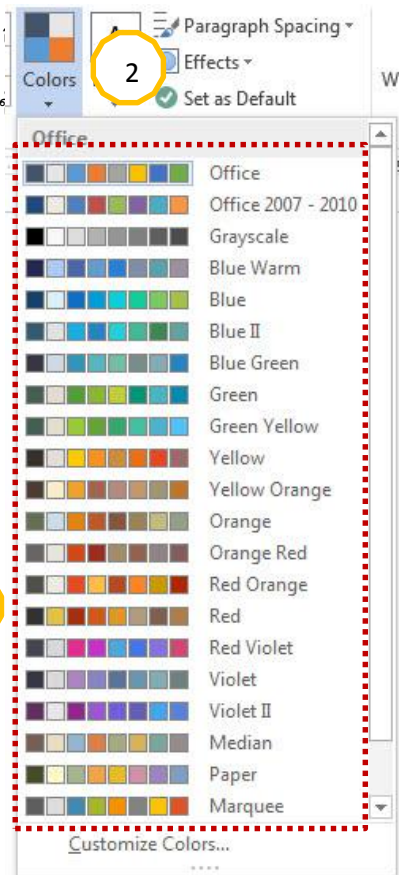 Paragraph Spacing
A
Effects
Colors
2
Set as Default
W
Office
Office
Office 2007 - 2010
Grayscale
Blue Warm
Blue
Blue II
Blue Green
Green
Green Yellow
Yellow
Yellow Orange
Orange
Orange Red
Red Orange
Red
Red Violet
Violet
Violet II
Median
Paper
Marquee
Customize Colors...